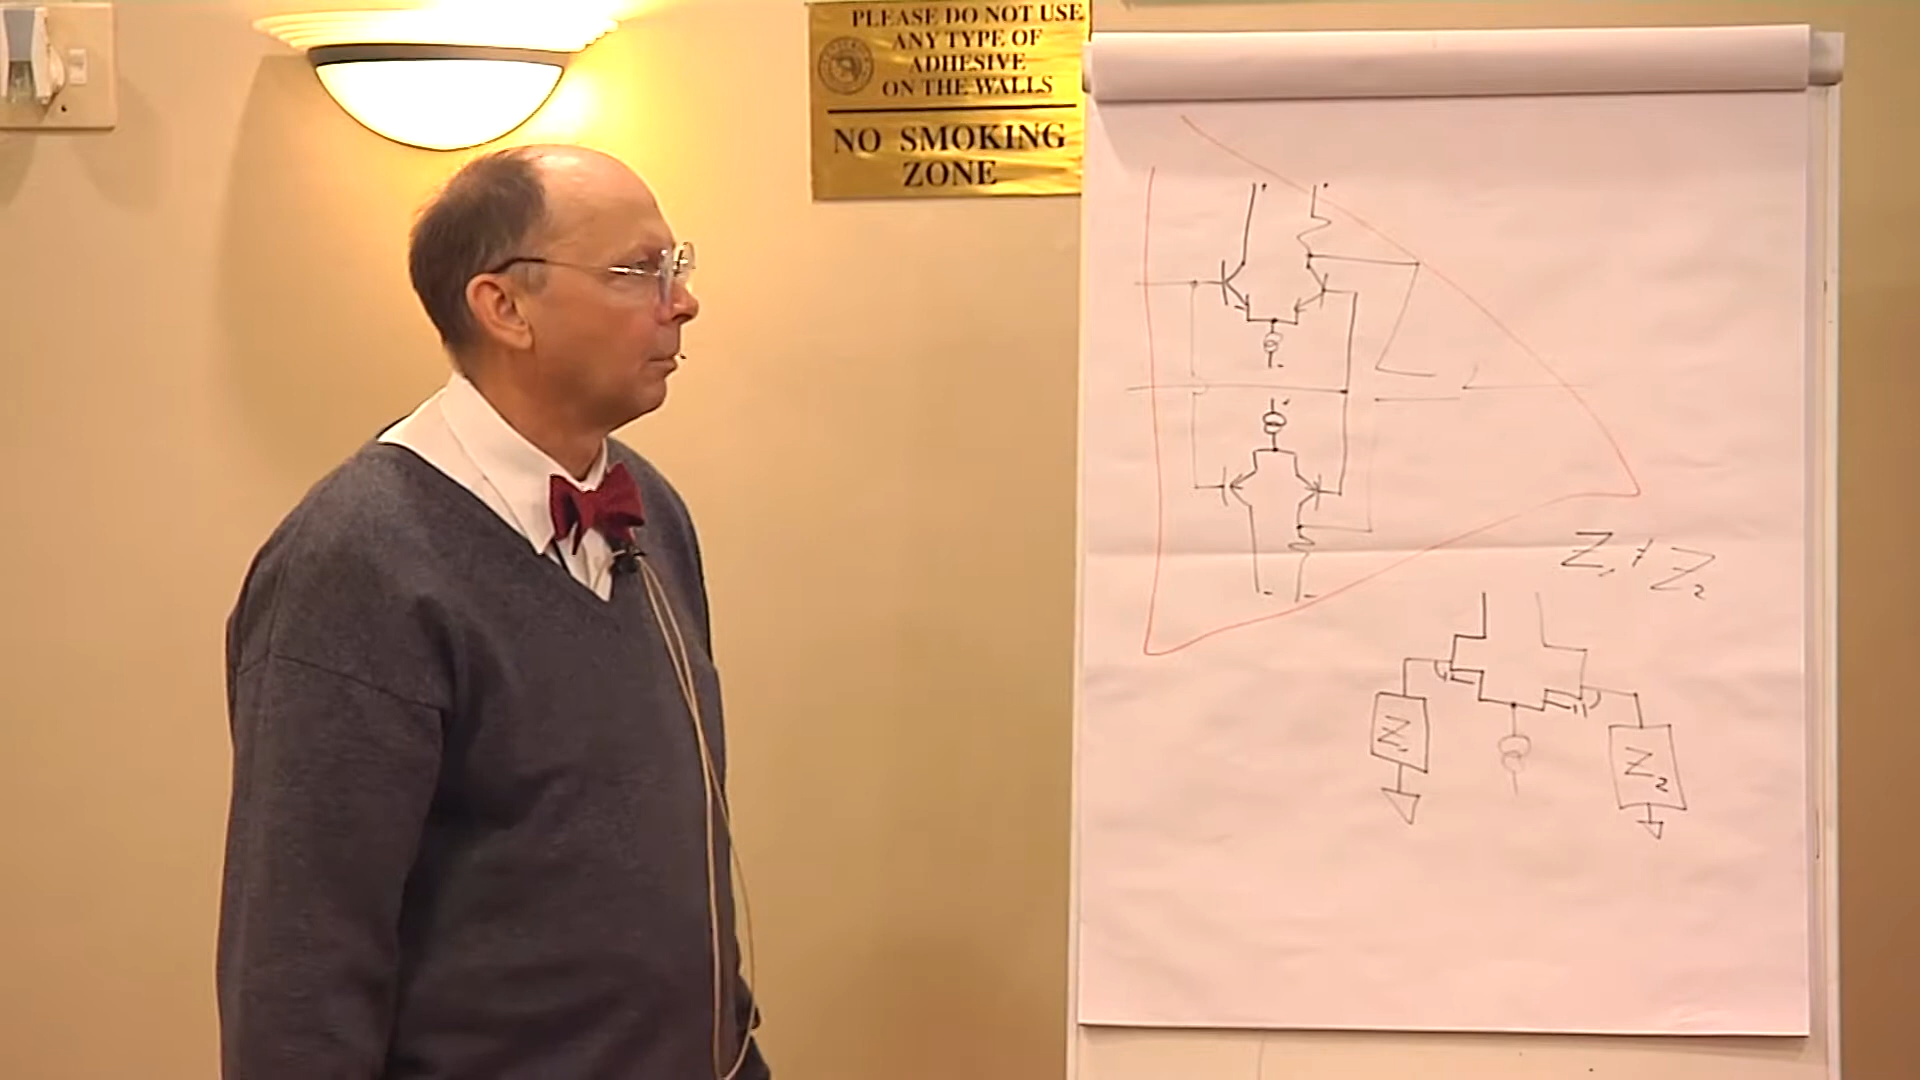 PLEASE DO NOT USE
ANY TYPE OF
ADHESIVE
ON THE WALLS
NO SMOKING
ZONE
Z₁ ≠ Z₂
Z₁
Z₂